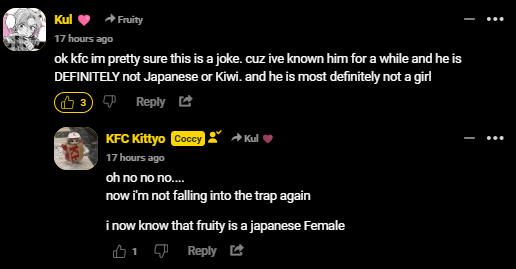 Kul Fruity
17 hours ago
ok kfc im pretty sure this is a joke. cuz ive known him for a while and he is
DEFINITELY not Japanese or Kiwi. and he is most definitely not a girl
3 Reply
KFC Kittyo Coccy Kul
17 hours ago
oh no no no....
now i'm not falling into the trap again
i now know that fruity is a japanese Female
1 Reply